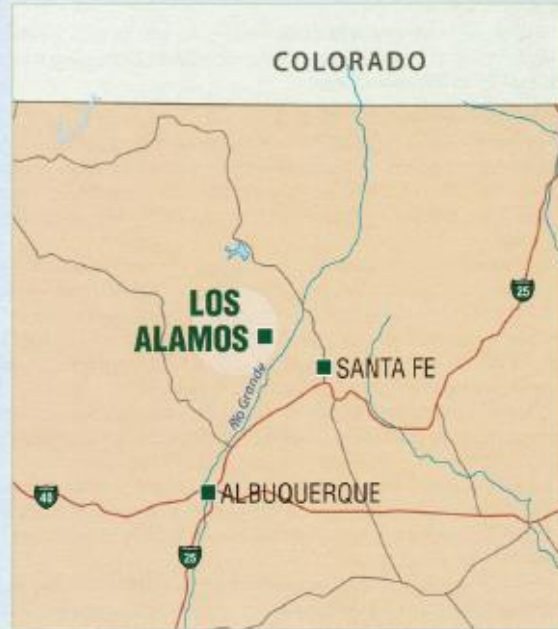 COLORADO
25
LOS
ALAMOS
SANTA FE
Rio Grande
40
ALBUQUERQUE
25